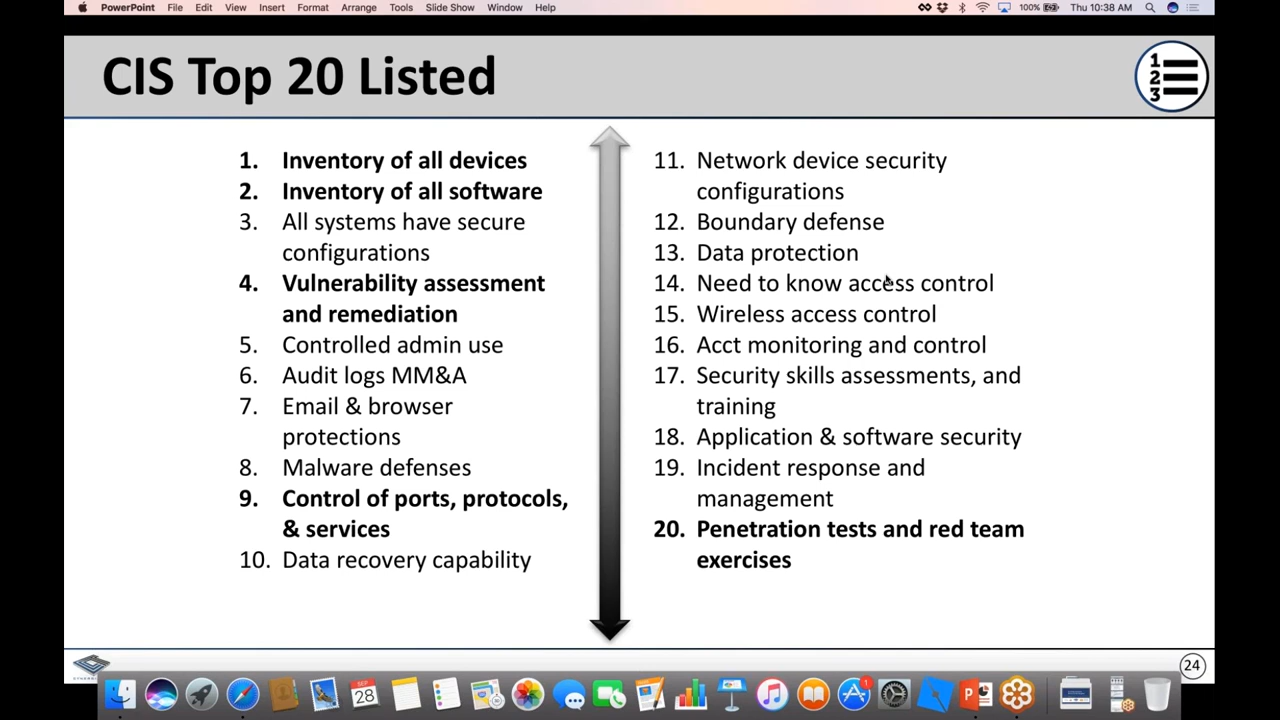 PowerPoint File Edit View Insert Format Arrange Tools Slide Show Window Help 100% Thu 10:38 AM
CIS Top 20 Listed
1
2
3
1. Inventory of all devices
2. Inventory of all software
3. All systems have secure
configurations
4. Vulnerability assessment
and remediation
5. Controlled admin use
6. Audit logs MM&A
7. Email & browser
protections
8. Malware defenses
9. Control of ports, protocols,
& services
10. Data recovery capability
11. Network device security
configurations
12. Boundary defense
13. Data protection
14. Need to know access control
15. Wireless access control
16. Acct monitoring and control
17. Security skills assessments, and
training
18. Application & software security
19. Incident response and
management
20. Penetration tests and red team
exercises
24
SEP
28
1
P